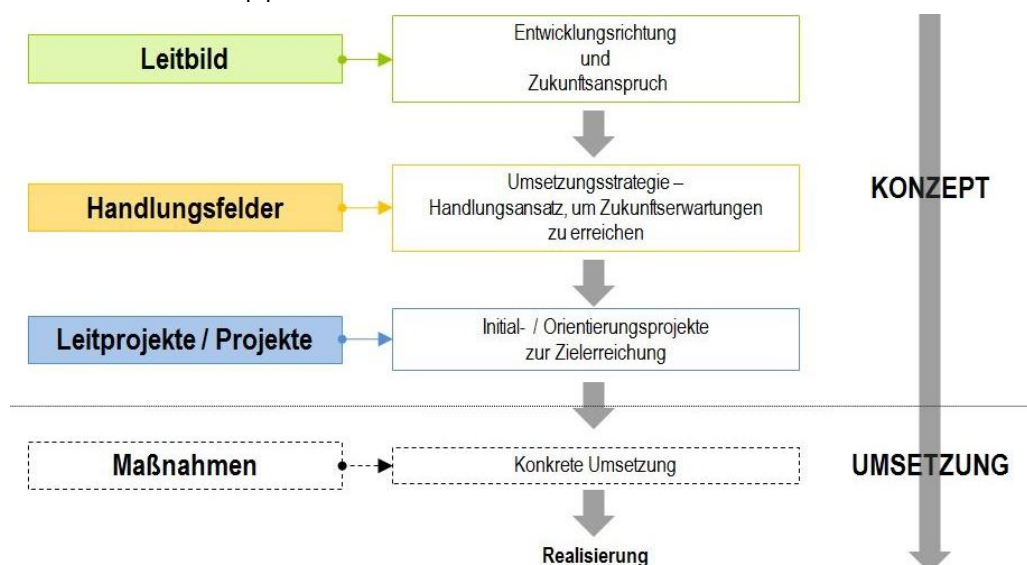 Leitbild
Entwicklungsrichtung
und
Zukunftsanspruch
Handlungsfelder
Umsetzungsstrategie –
Handlungsansatz, um Zukunftserwartungen
zu erreichen
KONZEPT
Leitprojekte / Projekte
Initial- / Orientierungsprojekte
zur Zielerreichung
Maßnahmen
Konkrete Umsetzung
UMSETZUNG
Realisierung